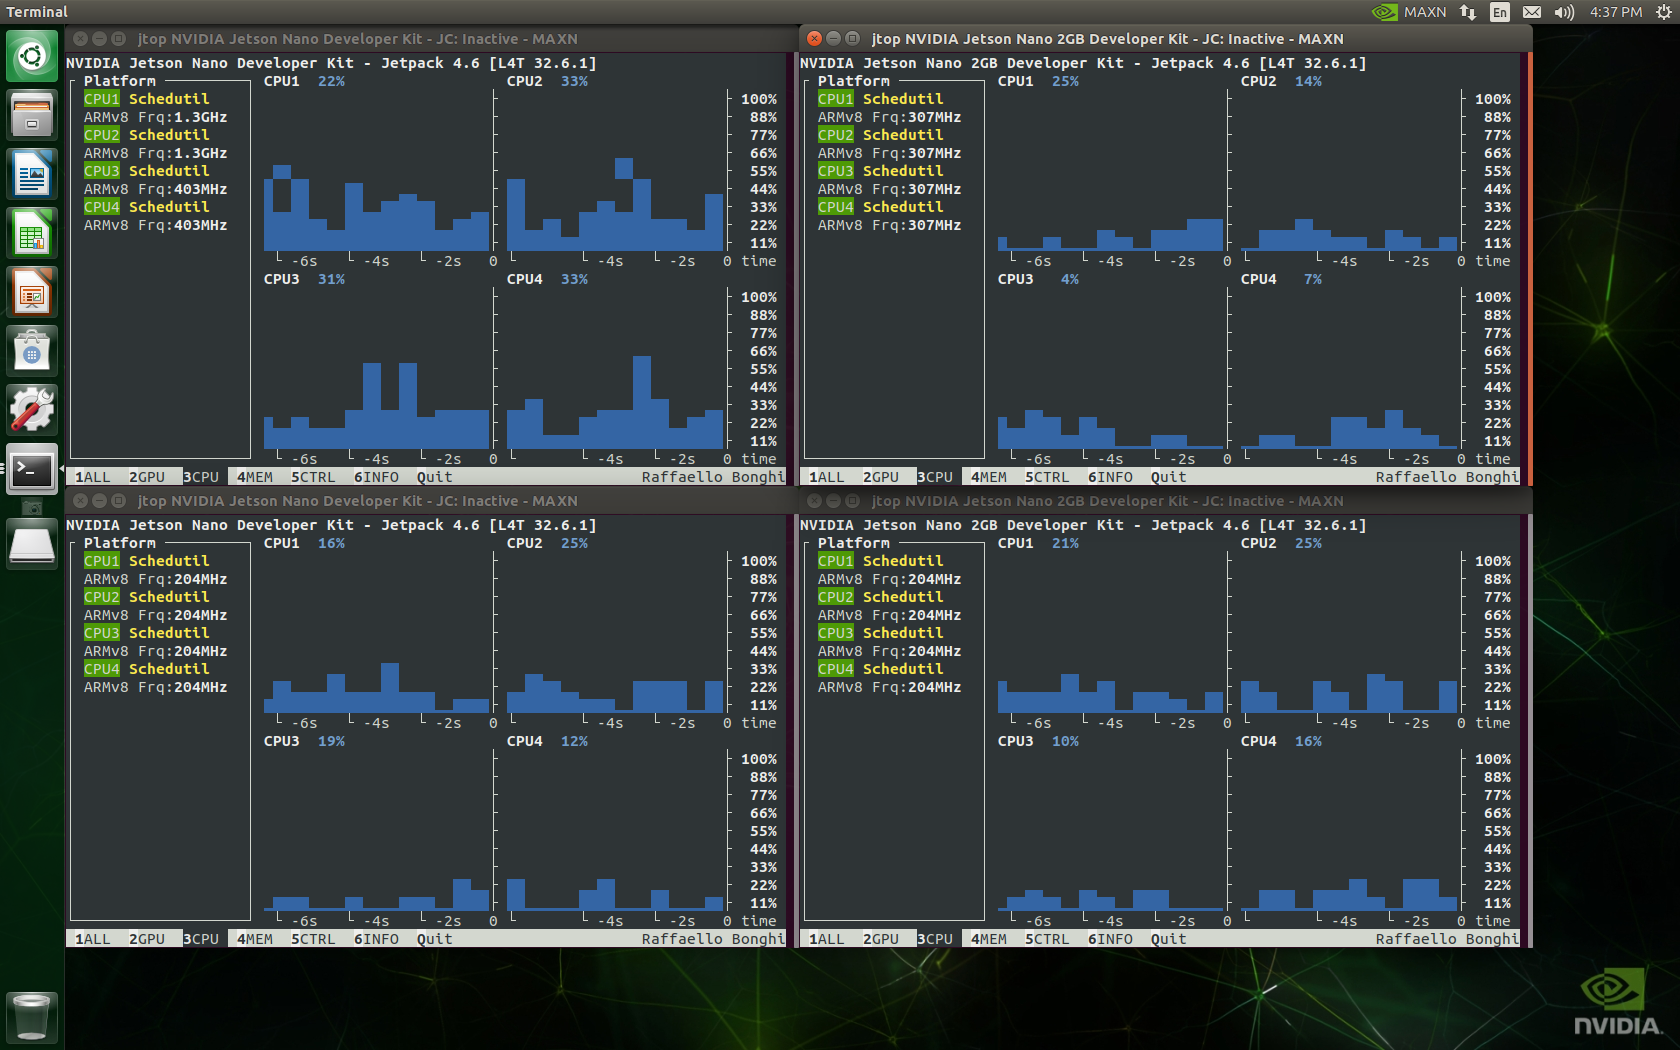 Terminal
MAXN En 4:37 PM
jtop NVIDIA Jetson Nano Developer Kit - JC: Inactive - MAXN
NVIDIA Jetson Nano Developer Kit - Jetpack 4.6 [L4T 32.6.1]
Platform CPU1 22% CPU2 33%
CPU1 Schedutil 100%
ARMv8 Frq:1.3GHz 88%
CPU2 Schedutil 77%
ARMv8 Frq:1.3GHz 66%
CPU3 Schedutil 55%
ARMv8 Frq:403MHz 44%
CPU4 Schedutil 33%
ARMv8 Frq:403MHz 22%
11%
-6s -4s -2s 0 -4s -2s 0 time
CPU3 31% CPU4 33%
100%
88%
77%
66%
55%
44%
33%
22%
11%
-6s -4s -2s 0 -4s -2s 0 time
1ALL 2GPU 3CPU 4MEM 5CTRL 6INFO Quit Raffaello Bonghi
jtop NVIDIA Jetson Nano 2GB Developer Kit - JC: Inactive - MAXN
NVIDIA Jetson Nano 2GB Developer Kit - Jetpack 4.6 [L4T 32.6.1]
Platform CPU1 25% CPU2 14%
CPU1 Schedutil 100%
ARMv8 Frq:307MHz 88%
CPU2 Schedutil 77%
ARMv8 Frq:307MHz 66%
CPU3 Schedutil 55%
ARMv8 Frq:307MHz 44%
CPU4 Schedutil 33%
ARMv8 Frq:307MHz 22%
11%
-6s -4s -2s 0 -4s -2s 0 time
CPU3 4% CPU4 7%
100%
88%
77%
66%
55%
44%
33%
22%
11%
-6s -4s -2s 0 -4s -2s 0 time
1ALL 2GPU 3CPU 4MEM 5CTRL 6INFO Quit Raffaello Bonghi
jtop NVIDIA Jetson Nano Developer Kit - JC: Inactive - MAXN
NVIDIA Jetson Nano Developer Kit - Jetpack 4.6 [L4T 32.6.1]
Platform CPU1 16% CPU2 25%
CPU1 Schedutil 100%
ARMv8 Frq:204MHz 88%
CPU2 Schedutil 77%
ARMv8 Frq:204MHz 66%
CPU3 Schedutil 55%
ARMv8 Frq:204MHz 44%
CPU4 Schedutil 33%
ARMv8 Frq:204MHz 22%
11%
-6s -4s -2s 0 -4s -2s 0 time
CPU3 19% CPU4 12%
100%
88%
77%
66%
55%
44%
33%
22%
11%
-6s -4s -2s 0 -4s -2s 0 time
1ALL 2GPU 3CPU 4MEM 5CTRL 6INFO Quit Raffaello Bonghi
jtop NVIDIA Jetson Nano 2GB Developer Kit - JC: Inactive - MAXN
NVIDIA Jetson Nano 2GB Developer Kit - Jetpack 4.6 [L4T 32.6.1]
Platform CPU1 21% CPU2 25%
CPU1 Schedutil 100%
ARMv8 Frq:204MHz 88%
CPU2 Schedutil 77%
ARMv8 Frq:204MHz 66%
CPU3 Schedutil 55%
ARMv8 Frq:204MHz 44%
CPU4 Schedutil 33%
ARMv8 Frq:204MHz 22%
11%
-6s -4s -2s 0 -4s -2s 0 time
CPU3 10% CPU4 16%
100%
88%
77%
66%
55%
44%
33%
22%
11%
-6s -4s -2s 0 -4s -2s 0 time
1ALL 2GPU 3CPU 4MEM 5CTRL 6INFO Quit Raffaello Bonghi
NVIDIA.